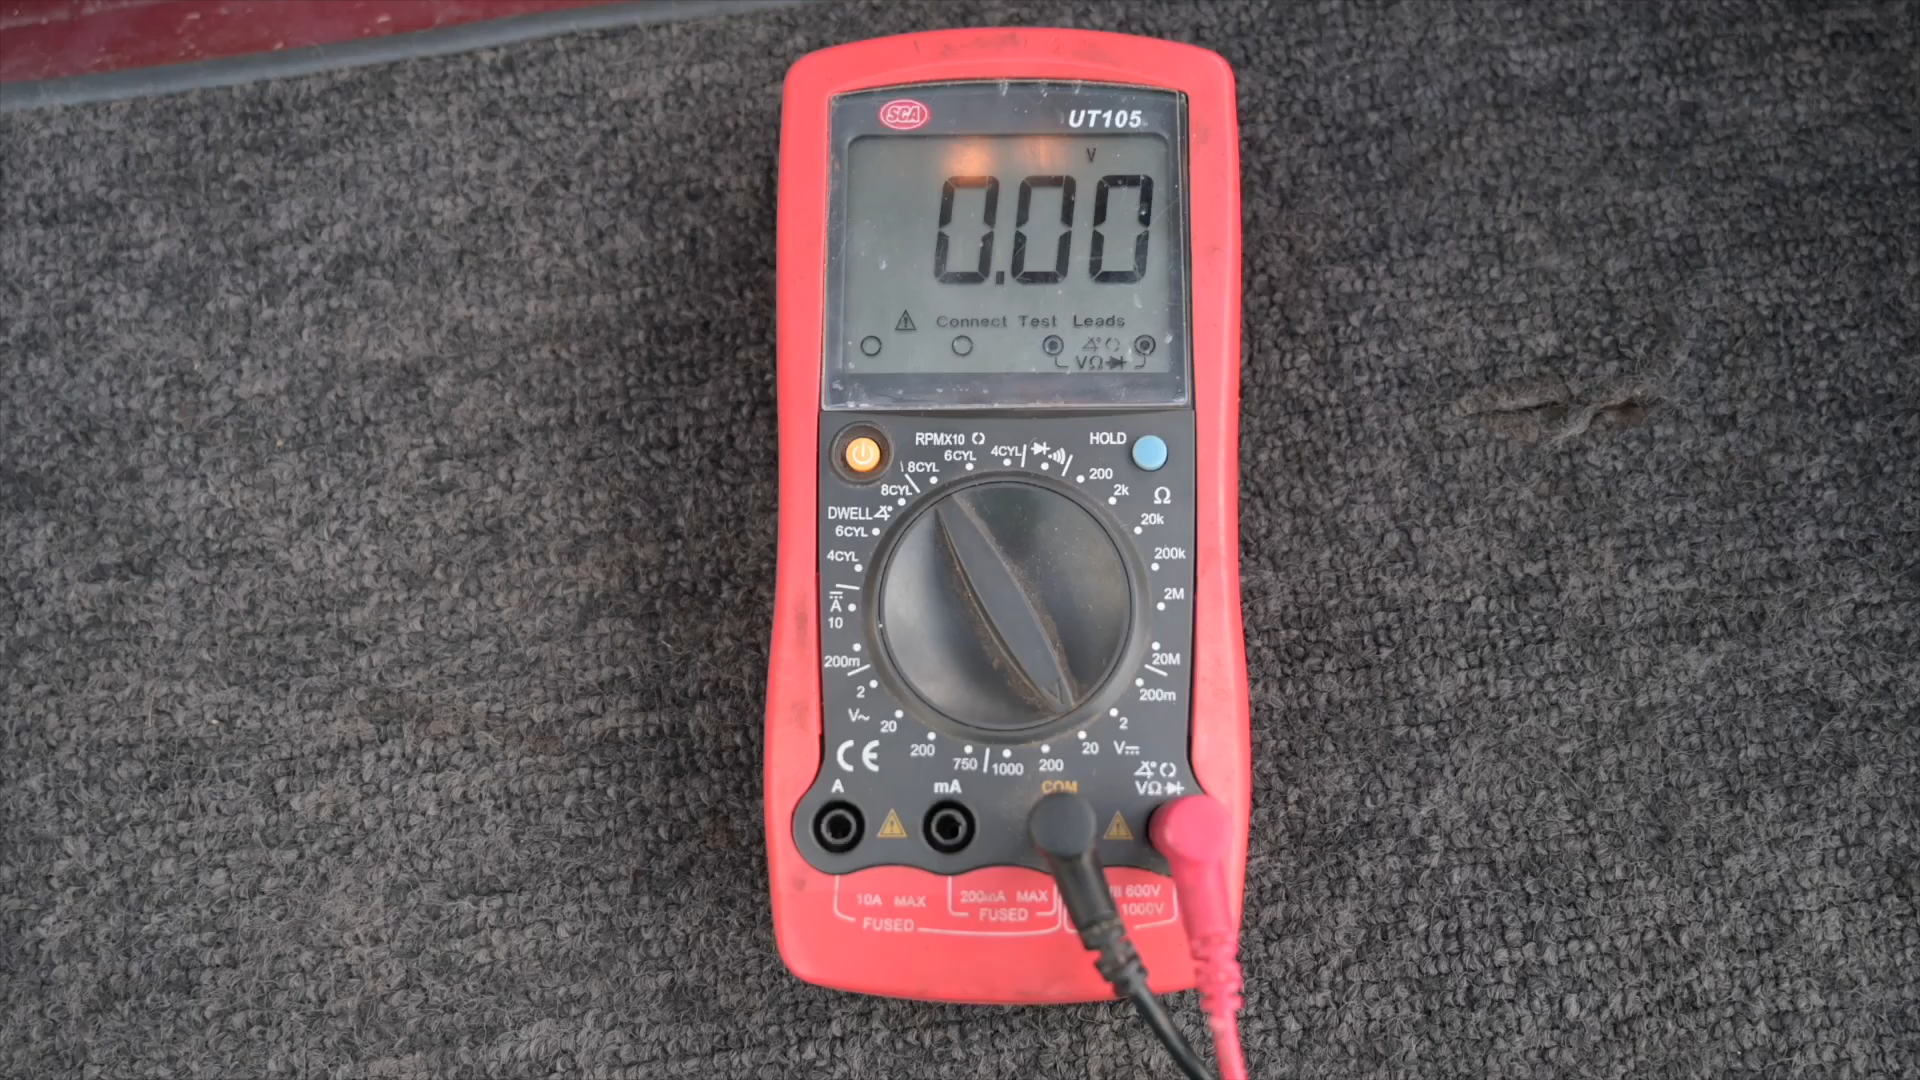 SCA UT105
V
0.00
Connect Test Leads
VΩ
RPMX10
HOLD
8CYL 6CYL 4CYL
200
8CYL
2k
Ω
DWELL
6CYL
20k
4CYL
200k
A
10
2M
200m
20M
2
200m
V~
20
2
V
200
750
1000
200
20
CE
A
mA
COM
VΩ
10A MAX
FUSED
200mA MAX
FUSED
600V
1000V